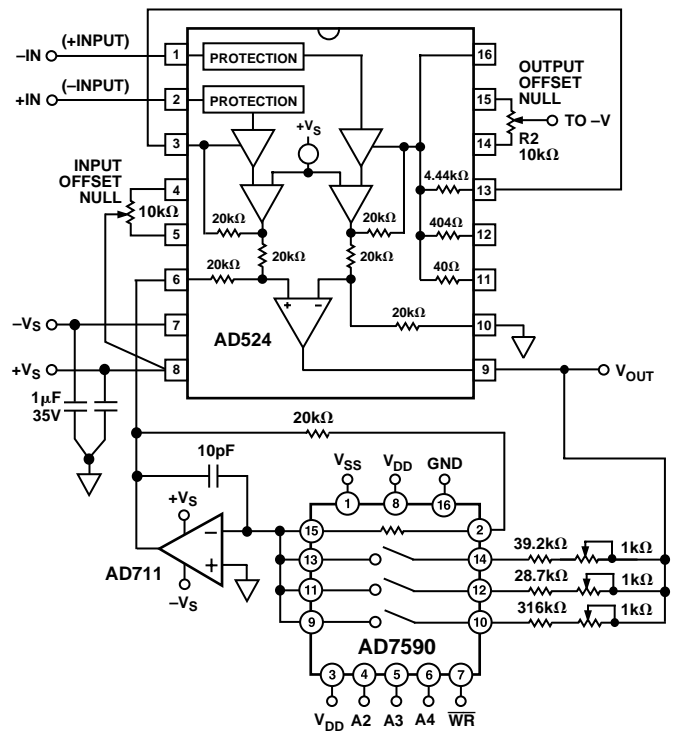 –IN (+INPUT)
+IN (–INPUT)
1 PROTECTION
2 PROTECTION
3
INPUT
OFFSET
NULL
4
10kΩ
5
6
–VS
7
+VS
8
1µF
35V
+VS
20kΩ
20kΩ
20kΩ
20kΩ
20kΩ
20kΩ
+ –
AD524
4.44kΩ
404Ω
40Ω
16
OUTPUT
OFFSET
NULL
15
TO –V
14
R2
10kΩ
13
12
11
10
9
VOUT
20kΩ
10pF
+VS
–
+
AD711
–VS
VSS VDD GND
1 8 16
15 2
13 14 39.2kΩ 1kΩ
11 12 28.7kΩ 1kΩ
9 10 316kΩ 1kΩ
AD7590
3 4 5 6 7
VDD A2 A3 A4 WR